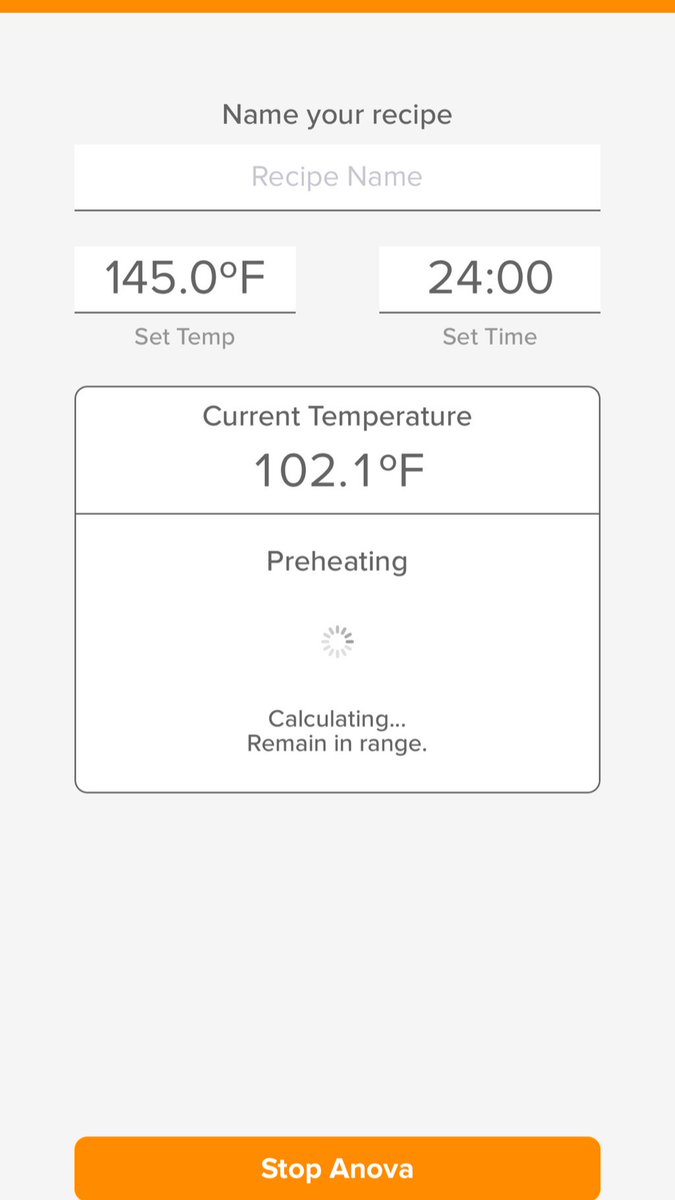 Name your recipe
Recipe Name
145.0ºF
24:00
Set Temp
Set Time
Current Temperature
102.1ºF
Preheating
Calculating...
Remain in range.
Stop Anova